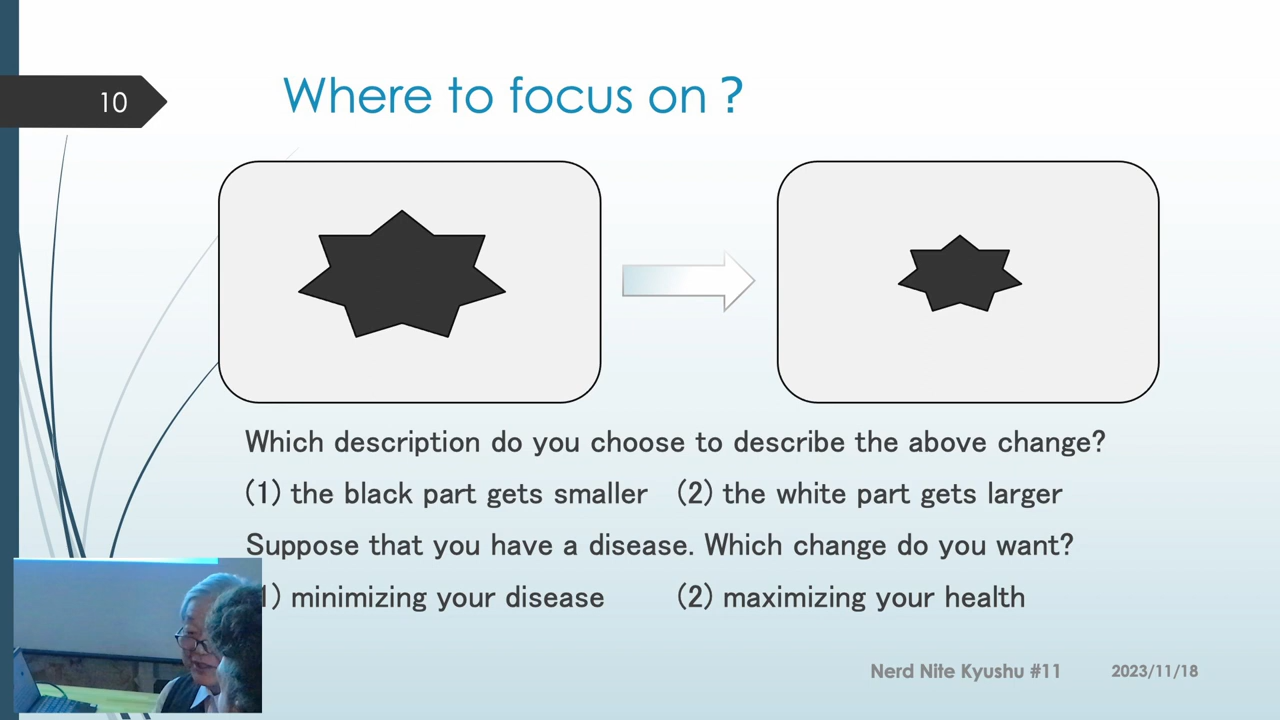 10
Where to focus on ?
Which description do you choose to describe the above change?
(1) the black part gets smaller (2) the white part gets larger
Suppose that you have a disease. Which change do you want?
1) minimizing your disease (2) maximizing your health
Nerd Nite Kyushu #11 2023/11/18